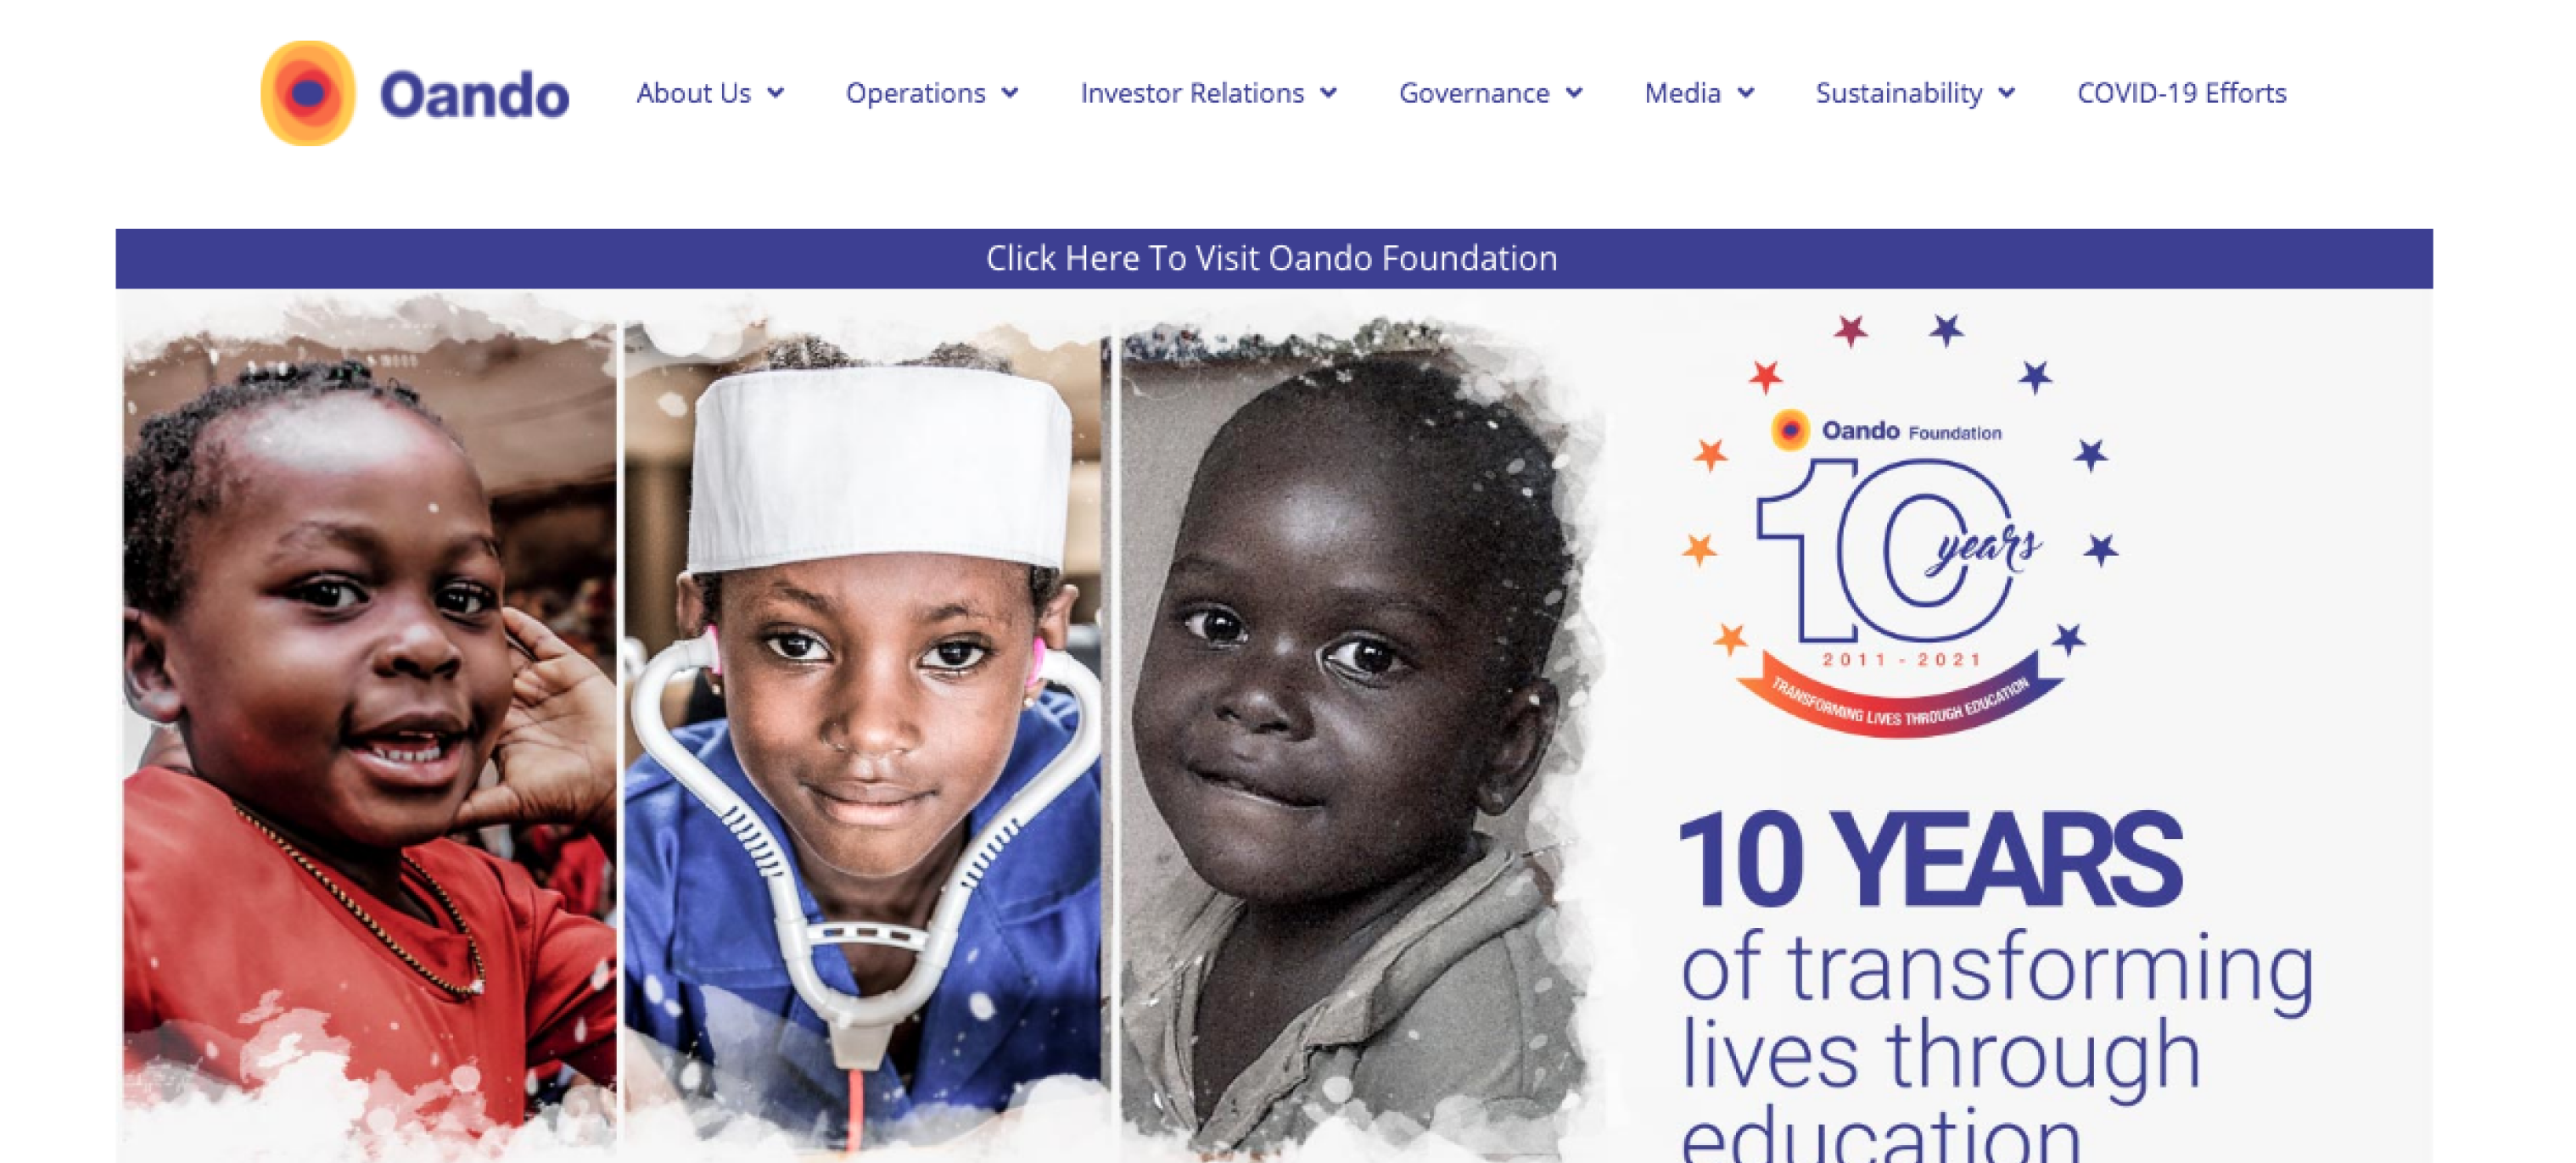 Oando
About Us
Operations
Investor Relations
Governance
Media
Sustainability
COVID-19 Efforts
Click Here To Visit Oando Foundation
Oando Foundation
10 years
2011 - 2021
TRANSFORMING LIVES THROUGH EDUCATION
10 YEARS
of transforming
lives through
education